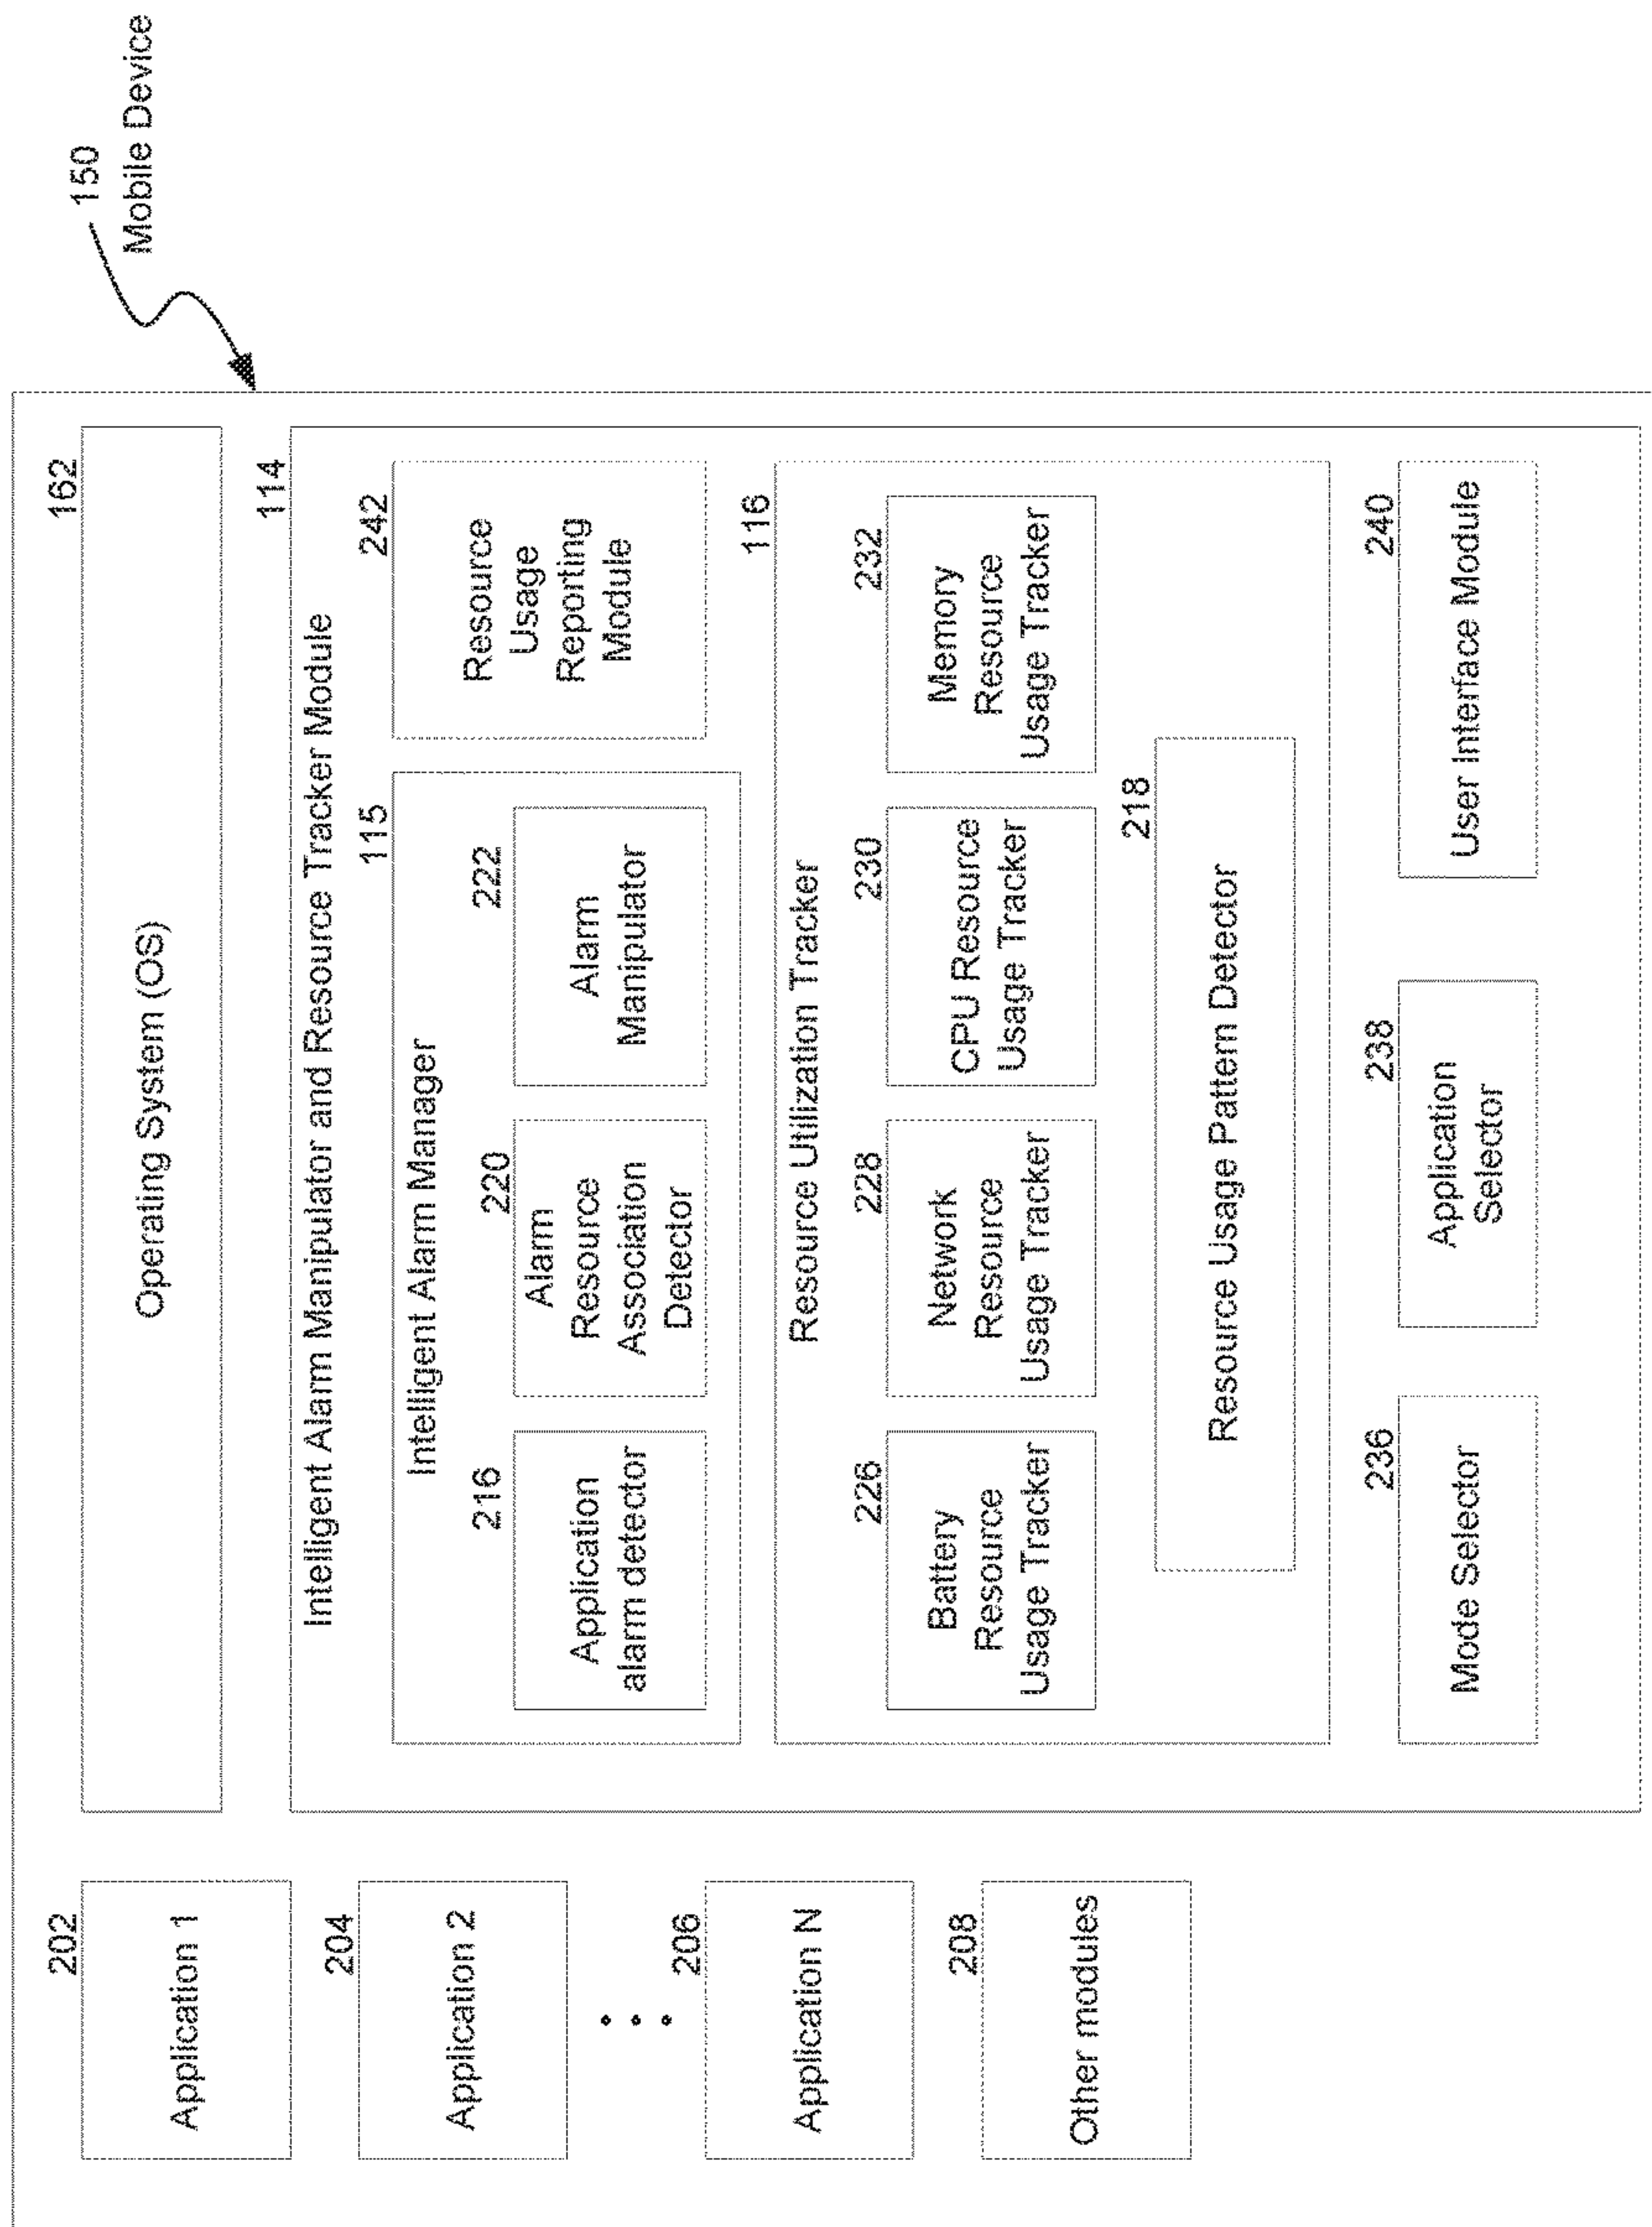 150
Mobile Device
202
Application 1
204
Application 2
206
Application N
208
Other modules
162
Operating System (OS)
114
Intelligent Alarm Manipulator and Resource Tracker Module
115
Intelligent Alarm Manager
216
Application
alarm detector
220
Alarm
Resource
Association
Detector
222
Alarm
Manipulator
242
Resource
Usage
Reporting
Module
116
Resource Utilization Tracker
226
Battery
Resource
Usage Tracker
228
Network
Resource
Usage Tracker
230
CPU Resource
Usage Tracker
232
Memory
Resource
Usage Tracker
218
Resource Usage Pattern Detector
236
Mode Selector
238
Application
Selector
240
User Interface Module